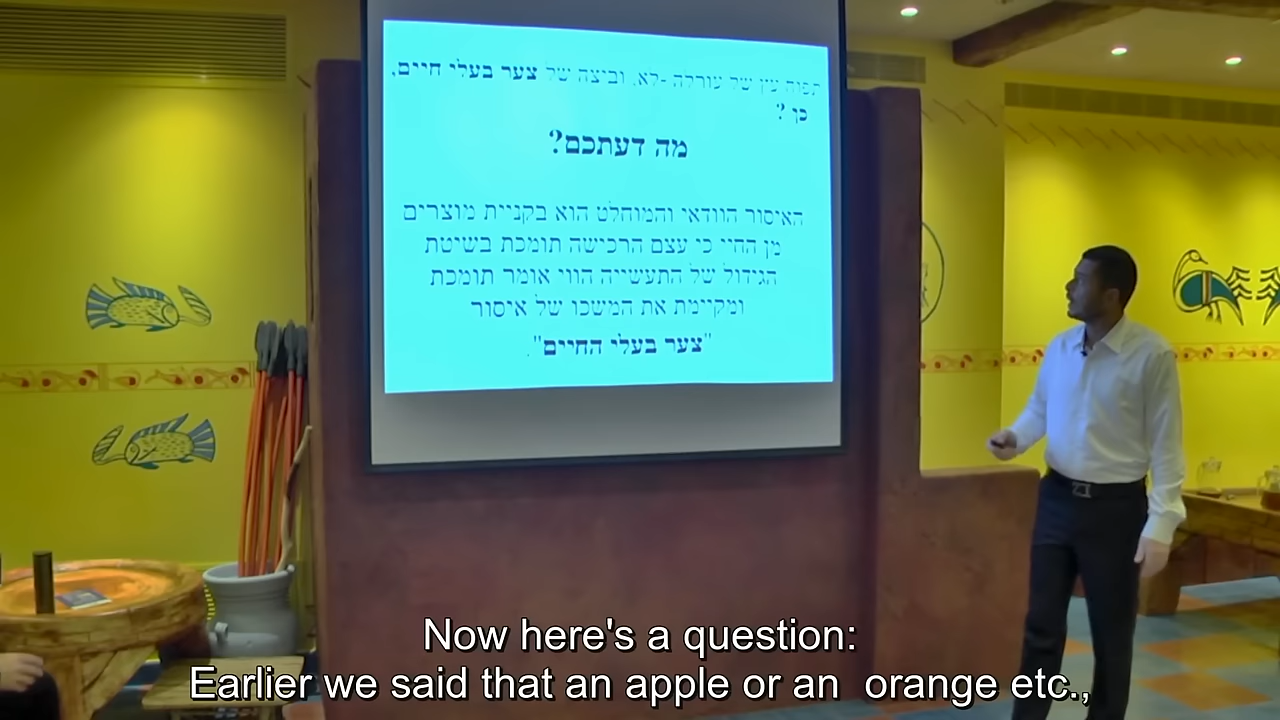 תפוח עץ של עורלה -לא, וביצה של צער בעלי חיים,
כן ?
מה דעתכם?
האיסור הוודאי והמוחלט הוא בקניית מוצרים
מן החי כי עצם הרכישה תומכת בשיטת
הגידול של התעשייה הווי אומר תומכת
ומקיימת את המשכו של איסור
"צער בעלי החיים".
Now here's a question:
Earlier we said that an apple or an  orange etc.,